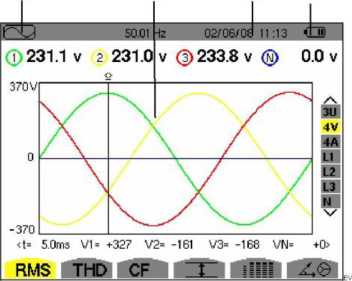 50.01 Hz 02/06/08 11:13
1 231.1 v 2 231.0 v 3 233.8 v N 0.0 v
370V
3U
4V
4A
L1
L2
L3
N
0
-370
<t= 5.0ms V1= +327 V2= -161 V3= -168 VN= +0>
RMS THD CF